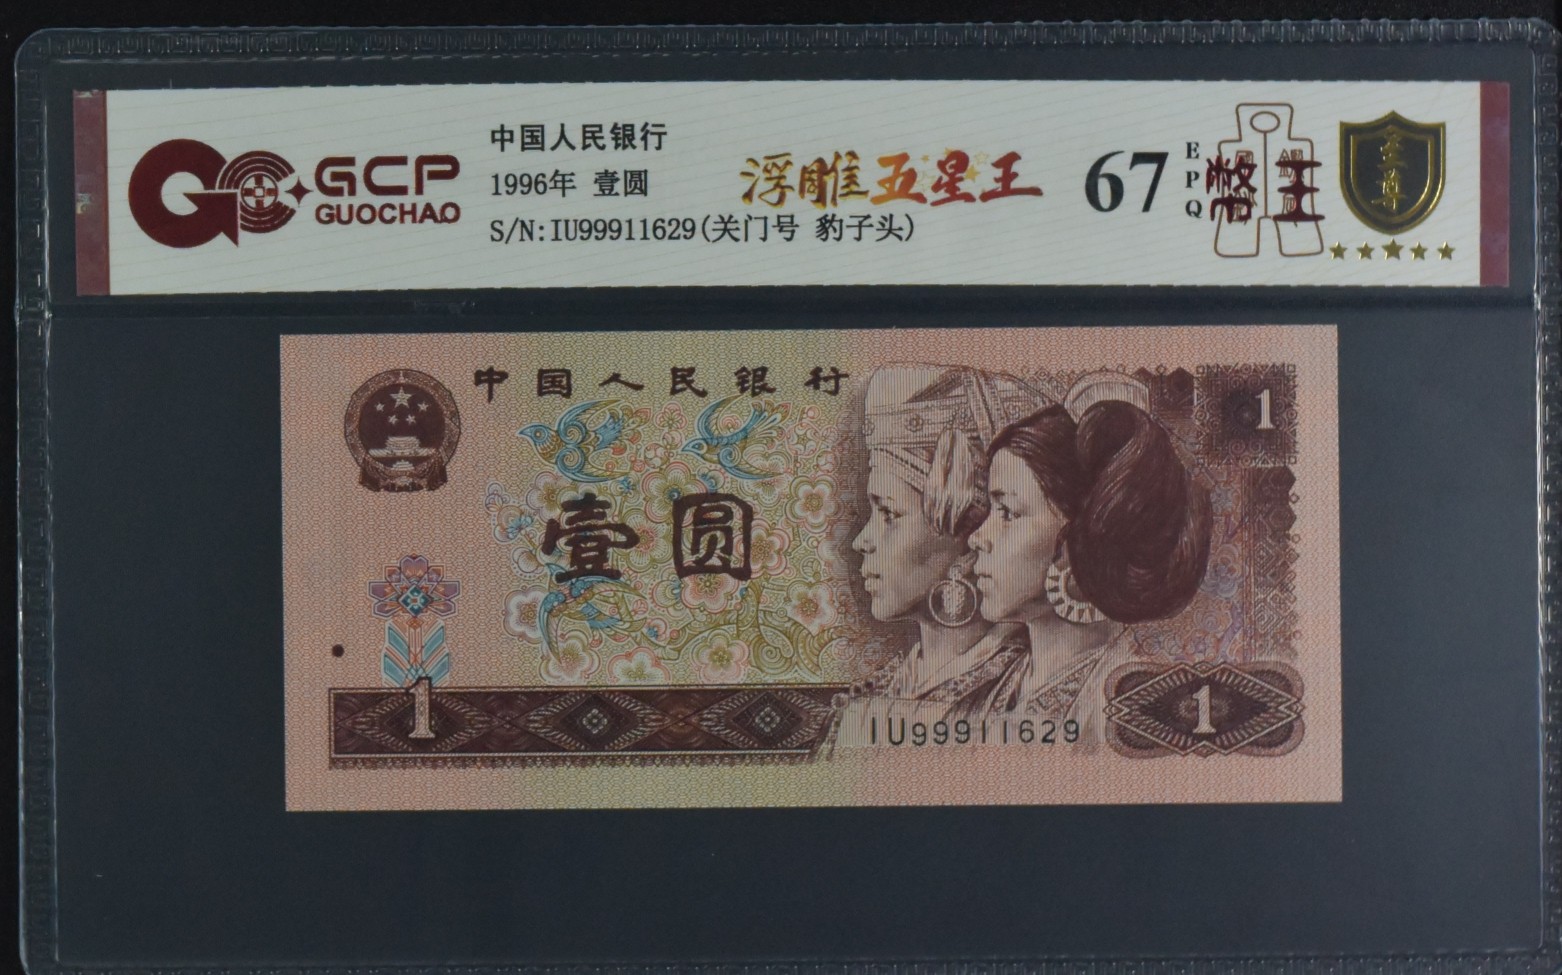 GCP
GUOCHAO
中国人民银行
1996年 壹圆
S/N:IU99911629(关门号 豹子头)
浮雕五星王
67
EPQ
至尊
中国人民银行
1
壹圆
1
IU99911629
1